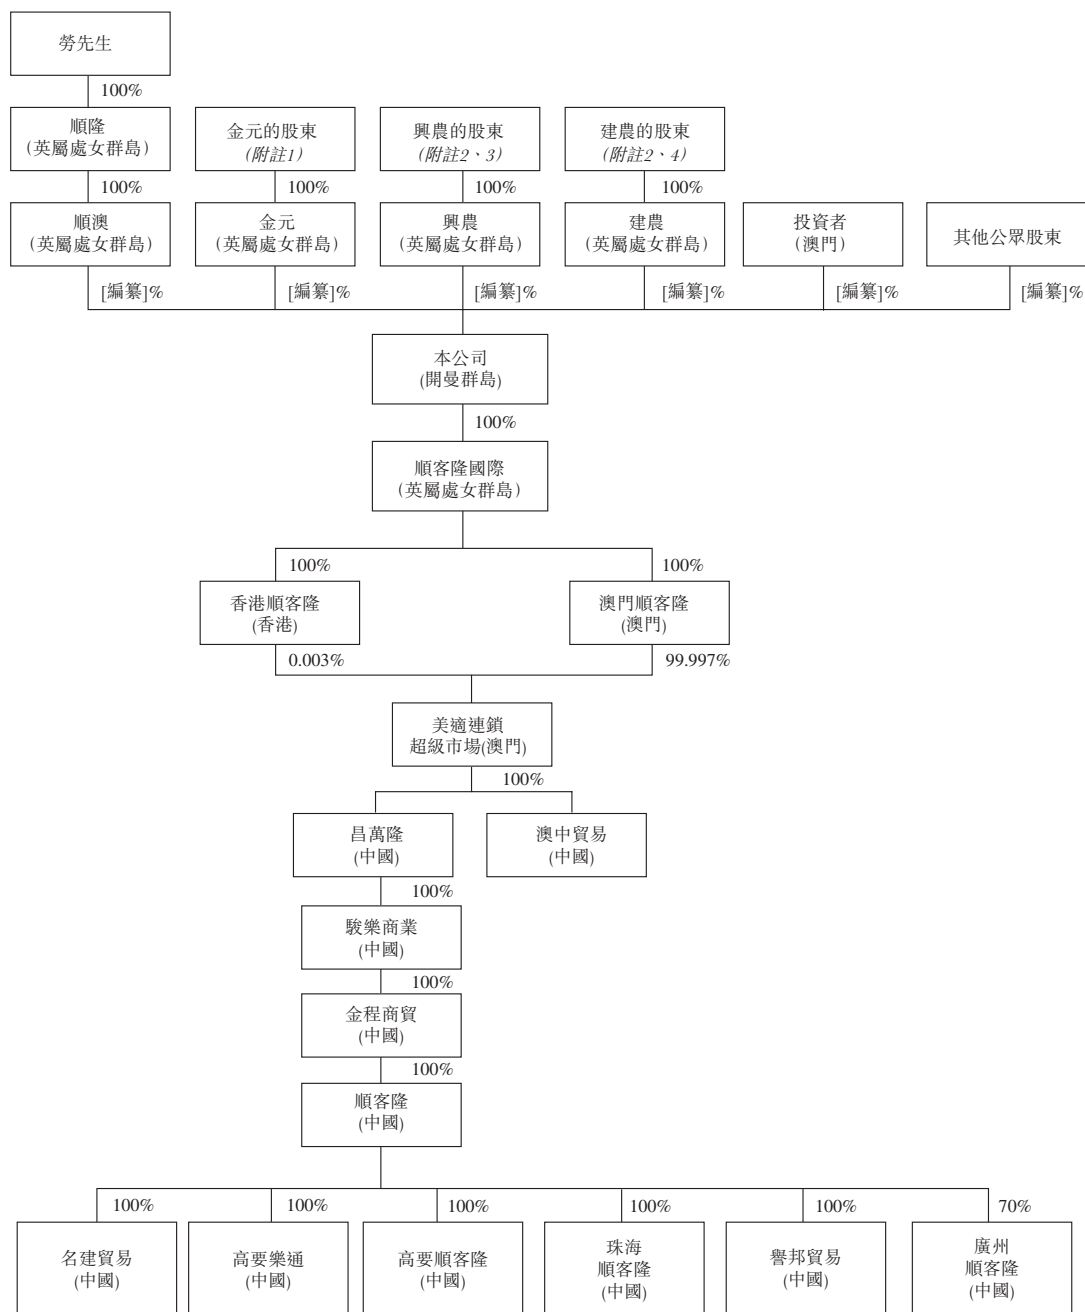 勞先生
100%
順隆
(英屬處女群島)
金元的股東
(附註1)
興農的股東
(附註2、3)
建農的股東
(附註2、4)
100%
100%
100%
100%
順澳
(英屬處女群島)
金元
(英屬處女群島)
興農
(英屬處女群島)
建農
(英屬處女群島)
投資者
(澳門)
其他公眾股東
[編纂]%
[編纂]%
[編纂]%
[編纂]%
[編纂]%
[編纂]%
本公司
(開曼群島)
100%
順客隆國際
(英屬處女群島)
100%
100%
香港順客隆
(香港)
澳門順客隆
(澳門)
0.003%
99.997%
美適連鎖
超級市場(澳門)
100%
昌萬隆
(中國)
澳中貿易
(中國)
100%
駿樂商業
(中國)
100%
金程商貿
(中國)
100%
順客隆
(中國)
100%
100%
100%
100%
100%
70%
名建貿易
(中國)
高要樂通
(中國)
高要順客隆
(中國)
珠海
順客隆
(中國)
譽邦貿易
(中國)
廣州
順客隆
(中國)